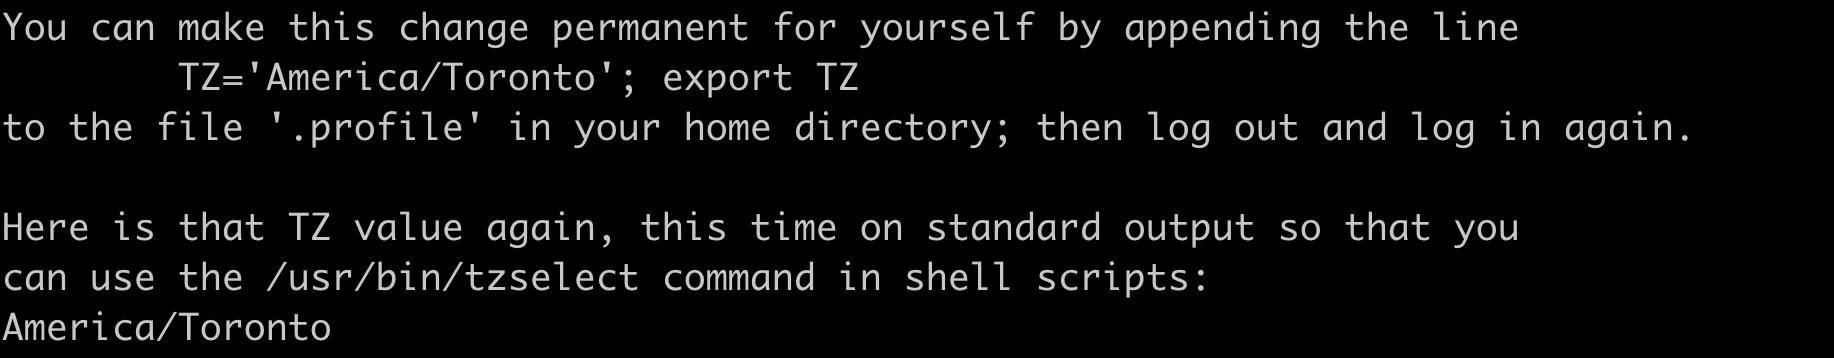 You can make this change permanent for yourself by appending the line
        TZ='America/Toronto'; export TZ
to the file '.profile' in your home directory; then log out and log in again.

Here is that TZ value again, this time on standard output so that you
can use the /usr/bin/tzselect command in shell scripts:
America/Toronto